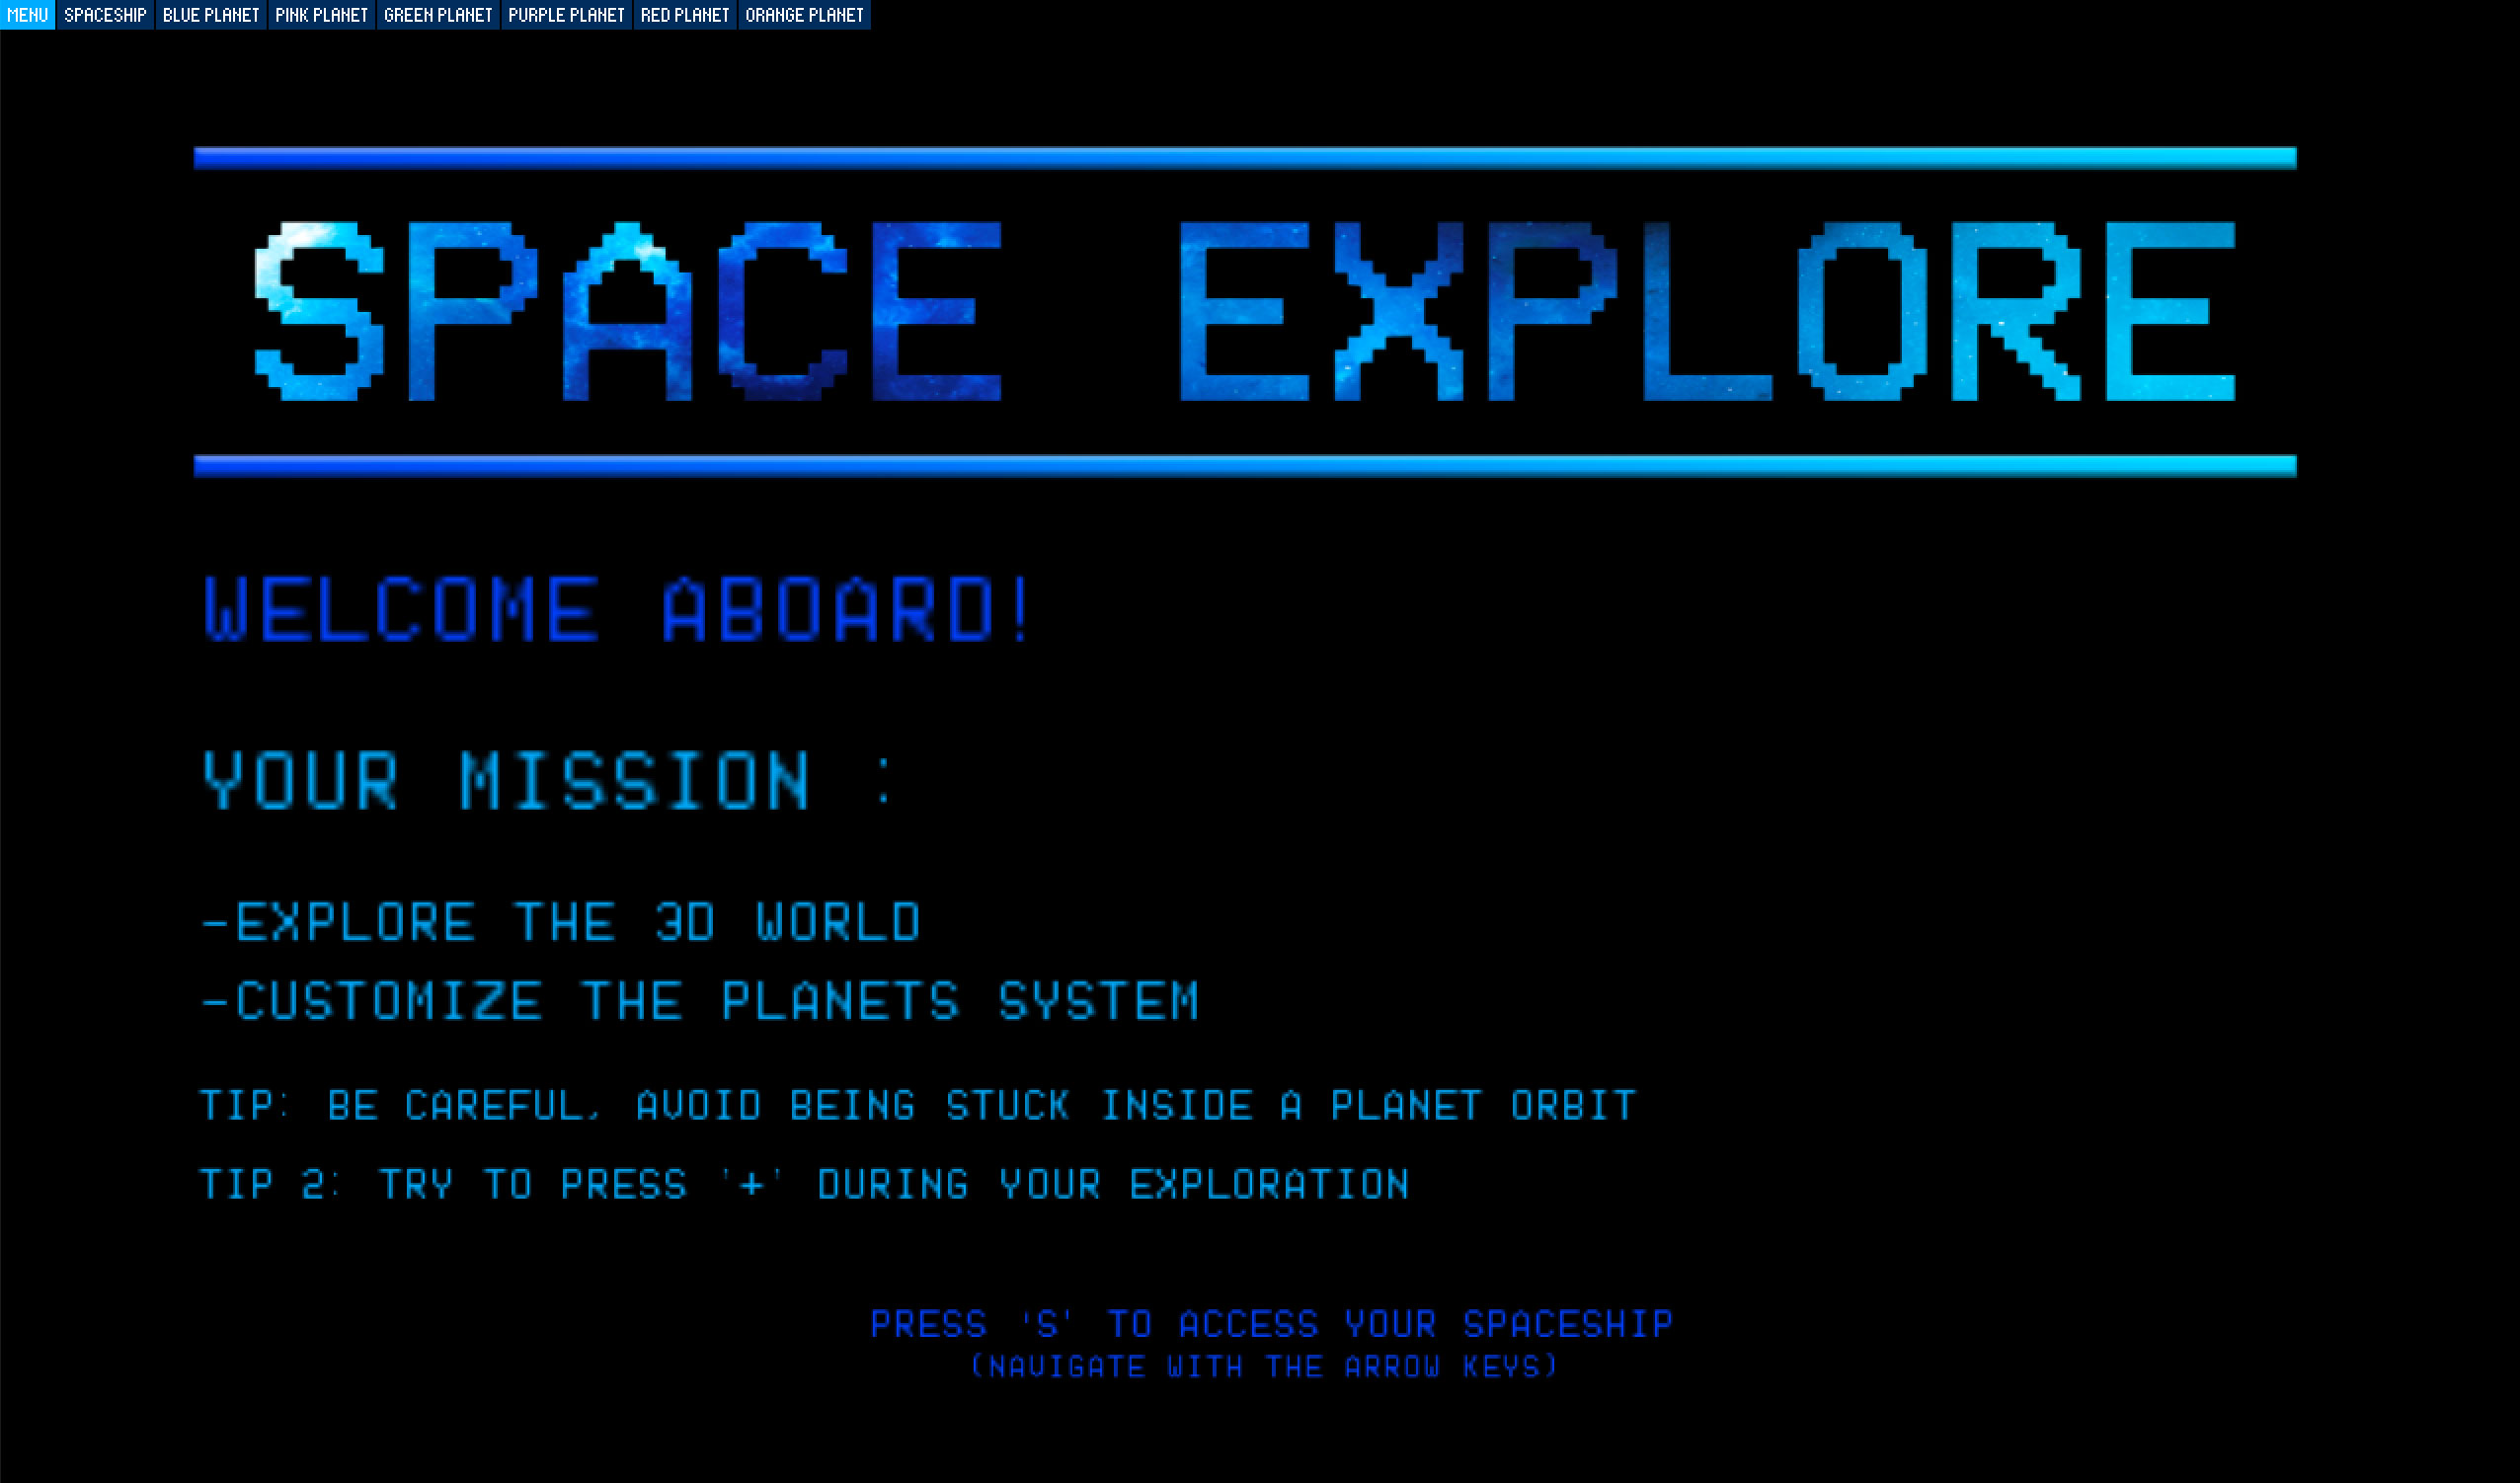 MENU SPACESHIP BLUE PLANET PINK PLANET GREEN PLANET PURPLE PLANET RED PLANET ORANGE PLANET
SPACE EXPLORE
WELCOME ABOARD!
YOUR MISSION :
-EXPLORE THE 3D WORLD
-CUSTOMIZE THE PLANETS SYSTEM
TIP: BE CAREFUL, AVOID BEING STUCK INSIDE A PLANET ORBIT
TIP 2: TRY TO PRESS '+' DURING YOUR EXPLORATION
PRESS 'S' TO ACCESS YOUR SPACESHIP
(NAVIGATE WITH THE ARROW KEYS)